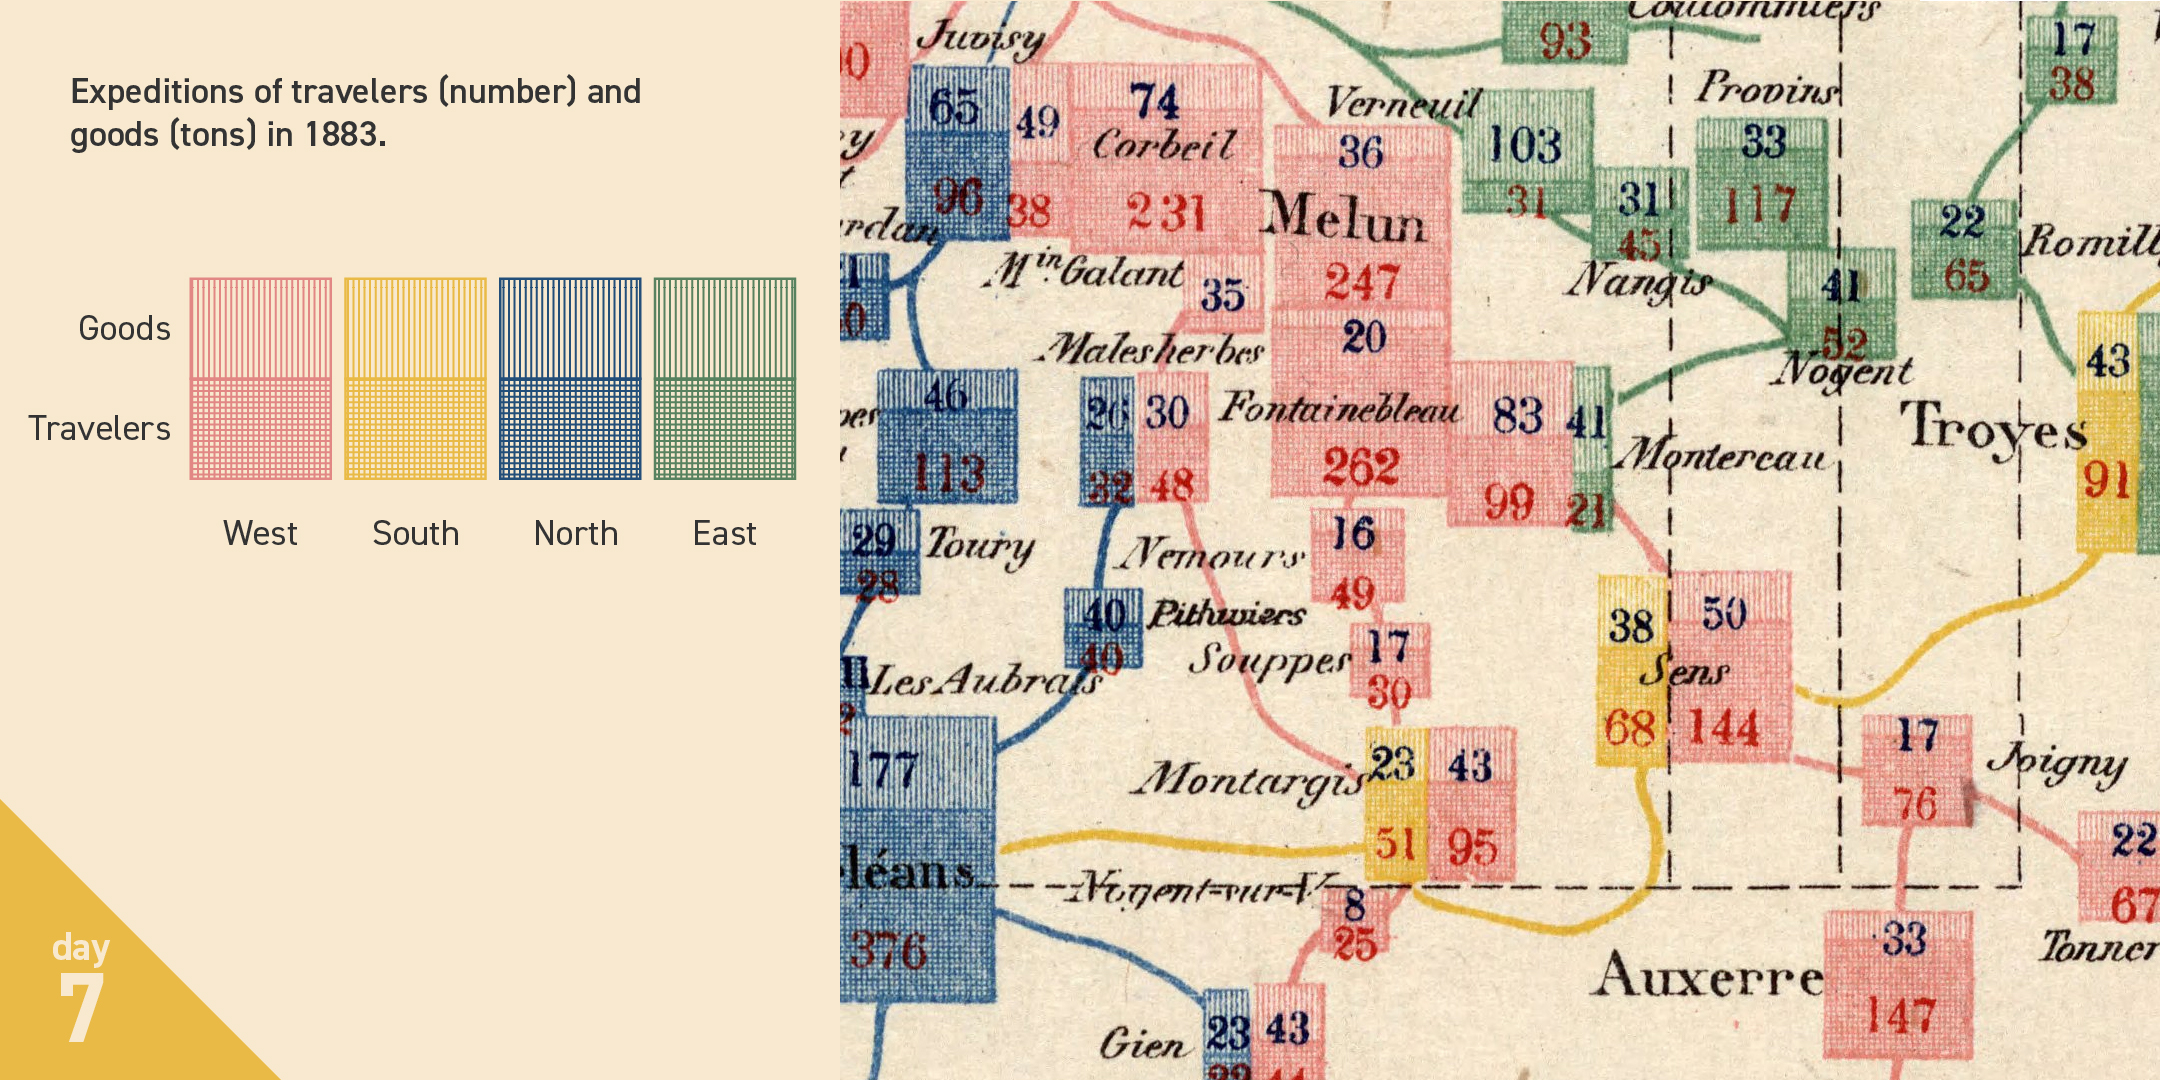 Expeditions of travelers (number) and
goods (tons) in 1883.
Goods
Travelers
West South North East
day
7
Juvisy
93
17
38
65
96
49
38
74
Corbeil
231
Verneuil
36
Melun
247
103
31
Provins
33
117
31
45
Nangis
22
65
41
52
Nogent
Min Galant
35
Malesherbes
20
Fontainebleau
262
83
99
41
21
Montereau
Troyes
43
91
46
113
26
32
30
48
29
28
Toury
Nemours
16
49
40
40
Pithiviers
Souppes
17
30
38
68
Sens
50
144
Les Aubrais
177
376
Montargis
23
51
43
95
17
76
Joigny
22
67
Nogent-sur-V
8
25
Auxerre
33
147
Gien
23
43